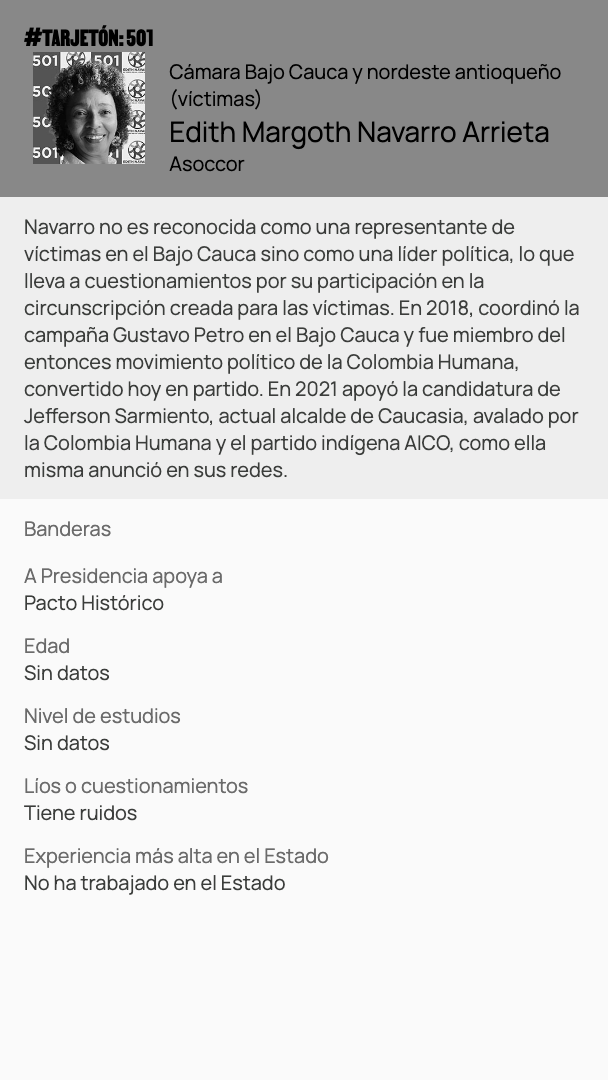 #TARJETÓN: 501
Cámara Bajo Cauca y nordeste antioqueño
(víctimas)
Edith Margoth Navarro Arrieta
Asoccor
Navarro no es reconocida como una representante de
víctimas en el Bajo Cauca sino como una líder política, lo que
lleva a cuestionamientos por su participación en la
circunscripción creada para las víctimas. En 2018, coordinó la
campaña Gustavo Petro en el Bajo Cauca y fue miembro del
entonces movimiento político de la Colombia Humana,
convertido hoy en partido. En 2021 apoyó la candidatura de
Jefferson Sarmiento, actual alcalde de Caucasia, avalado por
la Colombia Humana y el partido indígena AICO, como ella
misma anunció en sus redes.
Banderas
A Presidencia apoya a
Pacto Histórico
Edad
Sin datos
Nivel de estudios
Sin datos
Líos o cuestionamientos
Tiene ruidos
Experiencia más alta en el Estado
No ha trabajado en el Estado